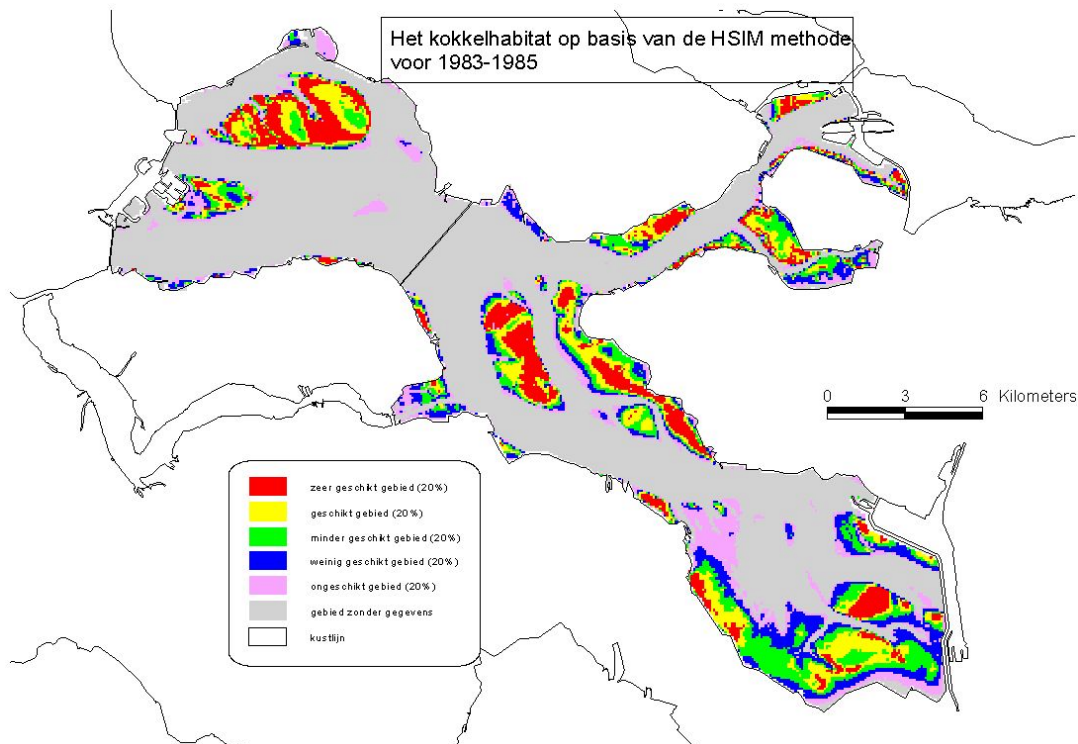 Het kokkelhabitat op basis van de HSIM methode
voor 1983-1985
0 3 6 Kilometers
zeer geschikt gebied (20%)
geschikt gebied (20%)
minder geschikt gebied (20%)
weinig geschikt gebied (20%)
ongeschikt gebied (20%)
gebied zonder gegevens
kustlijn